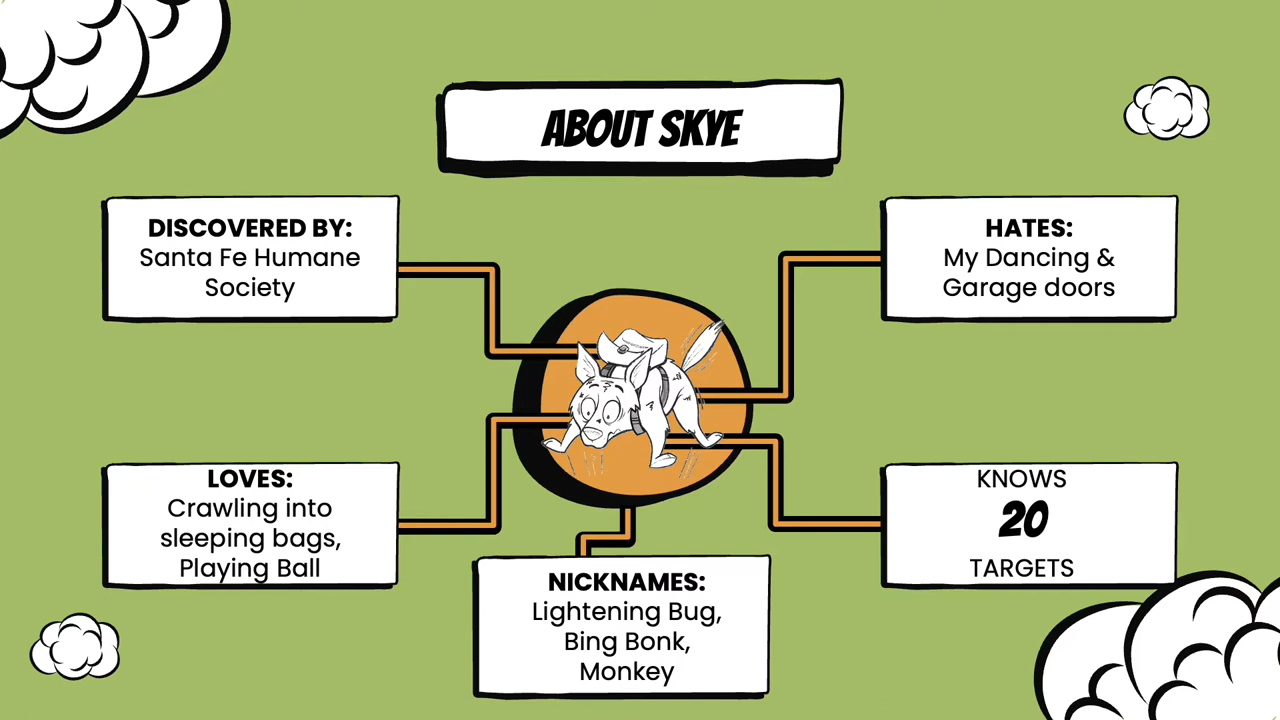 ABOUT SKYE
DISCOVERED BY:
Santa Fe Humane
Society
HATES:
My Dancing &
Garage doors
LOVES:
Crawling into
sleeping bags,
Playing Ball
KNOWS
20
TARGETS
NICKNAMES:
Lightening Bug,
Bing Bonk,
Monkey